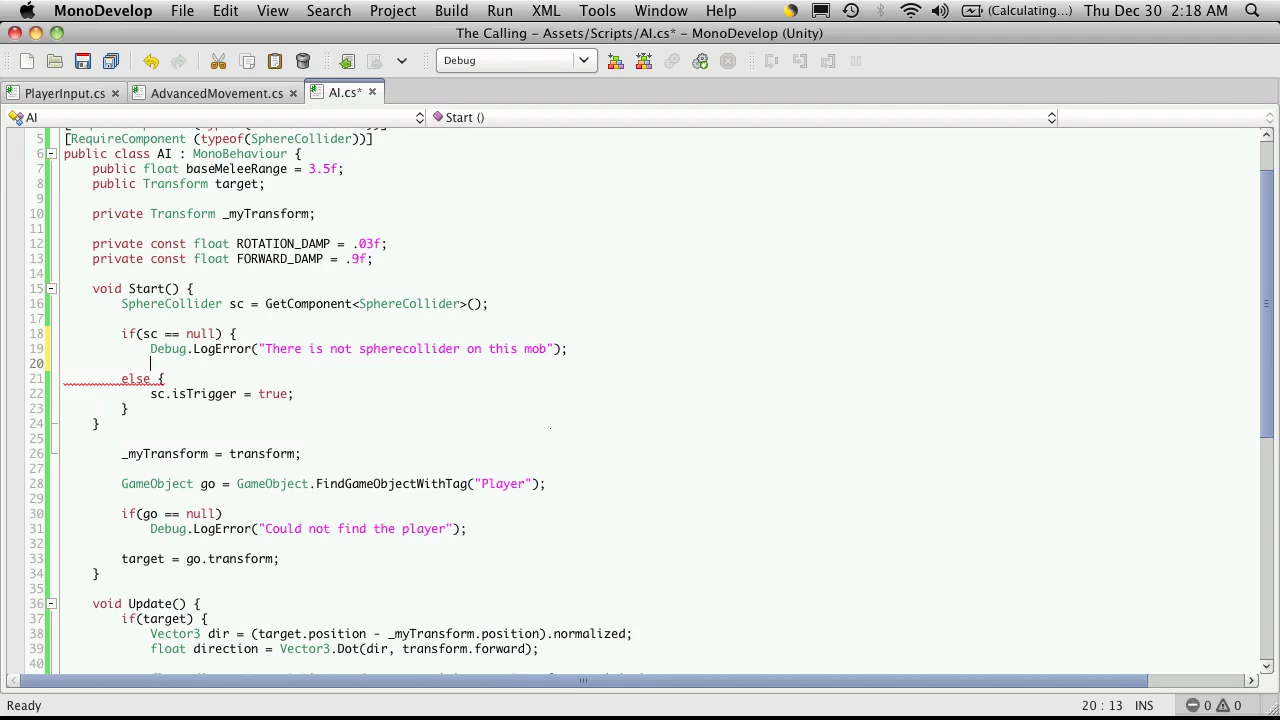 MonoDevelop File Edit View Search Project Build Run XML Tools Window Help (Calculating...) Thu Dec 30 2:18 AM
The Calling - Assets/Scripts/AI.cs* - MonoDevelop (Unity)
Debug
PlayerInput.cs AdvancedMovement.cs AI.cs*
AI Start ()
5 [RequireComponent (typeof(SphereCollider))]
6 public class AI : MonoBehaviour {
7 public float baseMeleeRange = 3.5f;
8 public Transform target;
9
10 private Transform _myTransform;
11
12 private const float ROTATION_DAMP = .03f;
13 private const float FORWARD_DAMP = .9f;
14
15 void Start() {
16 SphereCollider sc = GetComponent<SphereCollider>();
17
18 if(sc == null) {
19 Debug.LogError("There is not spherecollider on this mob");
20
21 else {
22 sc.isTrigger = true;
23 }
24 }
25
26 _myTransform = transform;
27
28 GameObject go = GameObject.FindGameObjectWithTag("Player");
29
30 if(go == null)
31 Debug.LogError("Could not find the player");
32
33 target = go.transform;
34 }
35
36 void Update() {
37 if(target) {
38 Vector3 dir = (target.position - _myTransform.position).normalized;
39 float direction = Vector3.Dot(dir, transform.forward);
40
Ready 20 : 13 INS 0 0